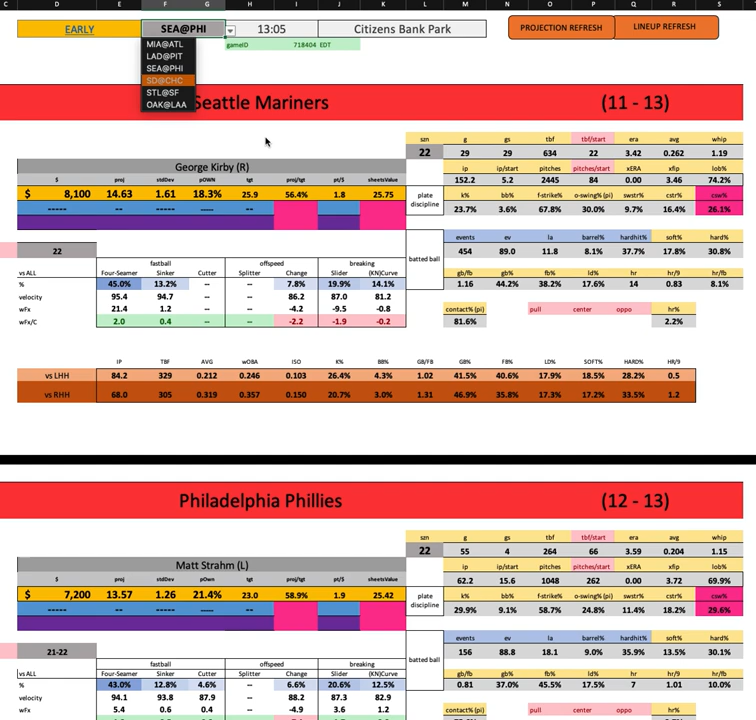 C D E F G H I J K L M N O P Q R S
EARLY SEA@PHI 13:05 Citizens Bank Park PROJECTION REFRESH LINEUP REFRESH
gameID 718404 EDT
MIA@ATL
LAD@PIT
SEA@PHI
SD@CHC
STL@SF
OAK@LAA
Seattle Mariners (11 - 13)
szn g gs tbf tbf/start era avg whip
22 29 29 634 22 3.42 0.262 1.19
George Kirby (R) ip ip/start pitches pitches/start xERA xfip lob%
152.2 5.2 2445 84 0.00 3.46 74.2%
$ proj stdDev pOWN tgt proj/tgt pt/$ sheetsValue
$ 8,100 14.63 1.61 18.3% 25.9 56.4% 1.8 25.75
plate discipline k% bb% f-strike% o-swing% (pi) swstr% cstr% csw%
----- -- --- ---- --
23.7% 3.6% 67.8% 30.0% 9.7% 16.4% 26.1%
22 batted ball events ev la barrel% hardhit% soft% hard%
454 89.0 11.8 8.1% 37.7% 17.8% 30.8%
fastball offspeed breaking
vs ALL Four-Seamer Sinker Cutter Splitter Change Slider (KN)Curve
gb/fb gb% fb% ld% hr hr/9 hr/fb
% 45.0% 13.2% -- -- 7.8% 19.9% 14.1%
1.16 44.2% 38.2% 17.6% 14 0.83 8.1%
velocity 95.4 94.7 -- -- 86.2 87.0 81.2
wFx 21.4 1.2 -- -- -4.2 -9.5 -0.8
contact% (pi) pull center oppo hr%
wFx/C 2.0 0.4 -- -- -2.2 -1.9 -0.2
81.6% 2.2%
IP TBF AVG wOBA ISO K% BB% GB/FB GB% FB% LD% SOFT% HARD% HR/9
vs LHH 84.2 329 0.212 0.246 0.103 26.4% 4.3% 1.02 41.5% 40.6% 17.9% 18.5% 28.2% 0.5
vs RHH 68.0 305 0.319 0.357 0.150 20.7% 3.0% 1.31 46.9% 35.8% 17.3% 17.2% 33.5% 1.2
Philadelphia Phillies (12 - 13)
szn g gs tbf tbf/start era avg whip
22 55 4 264 66 3.59 0.204 1.15
Matt Strahm (L) ip ip/start pitches pitches/start xERA xfip lob%
62.2 15.6 1048 262 0.00 3.72 69.9%
$ proj stdDev pOwn tgt proj/tgt pt/$ sheetsValue
$ 7,200 13.57 1.26 21.4% 23.0 58.9% 1.9 25.42
plate discipline k% bb% f-strike% o-swing% (pi) swstr% cstr% csw%
----- -- --- ---- --
29.9% 9.1% 58.7% 24.8% 11.4% 18.2% 29.6%
21-22 batted ball events ev la barrel% hardhit% soft% hard%
156 88.8 18.1 9.0% 35.9% 13.5% 30.1%
fastball offspeed breaking
vs ALL Four-Seamer Sinker Cutter Splitter Change Slider (KN)Curve
gb/fb gb% fb% ld% hr hr/9 hr/fb
% 43.0% 12.8% 4.6% -- 6.6% 20.6% 12.5%
0.81 37.0% 45.5% 17.5% 7 1.01 10.0%
velocity 94.1 93.8 87.9 -- 88.2 87.3 82.9
wFx 5.4 0.6 0.4 -- -4.9 3.6 1.2
contact% (pi) pull center oppo hr%